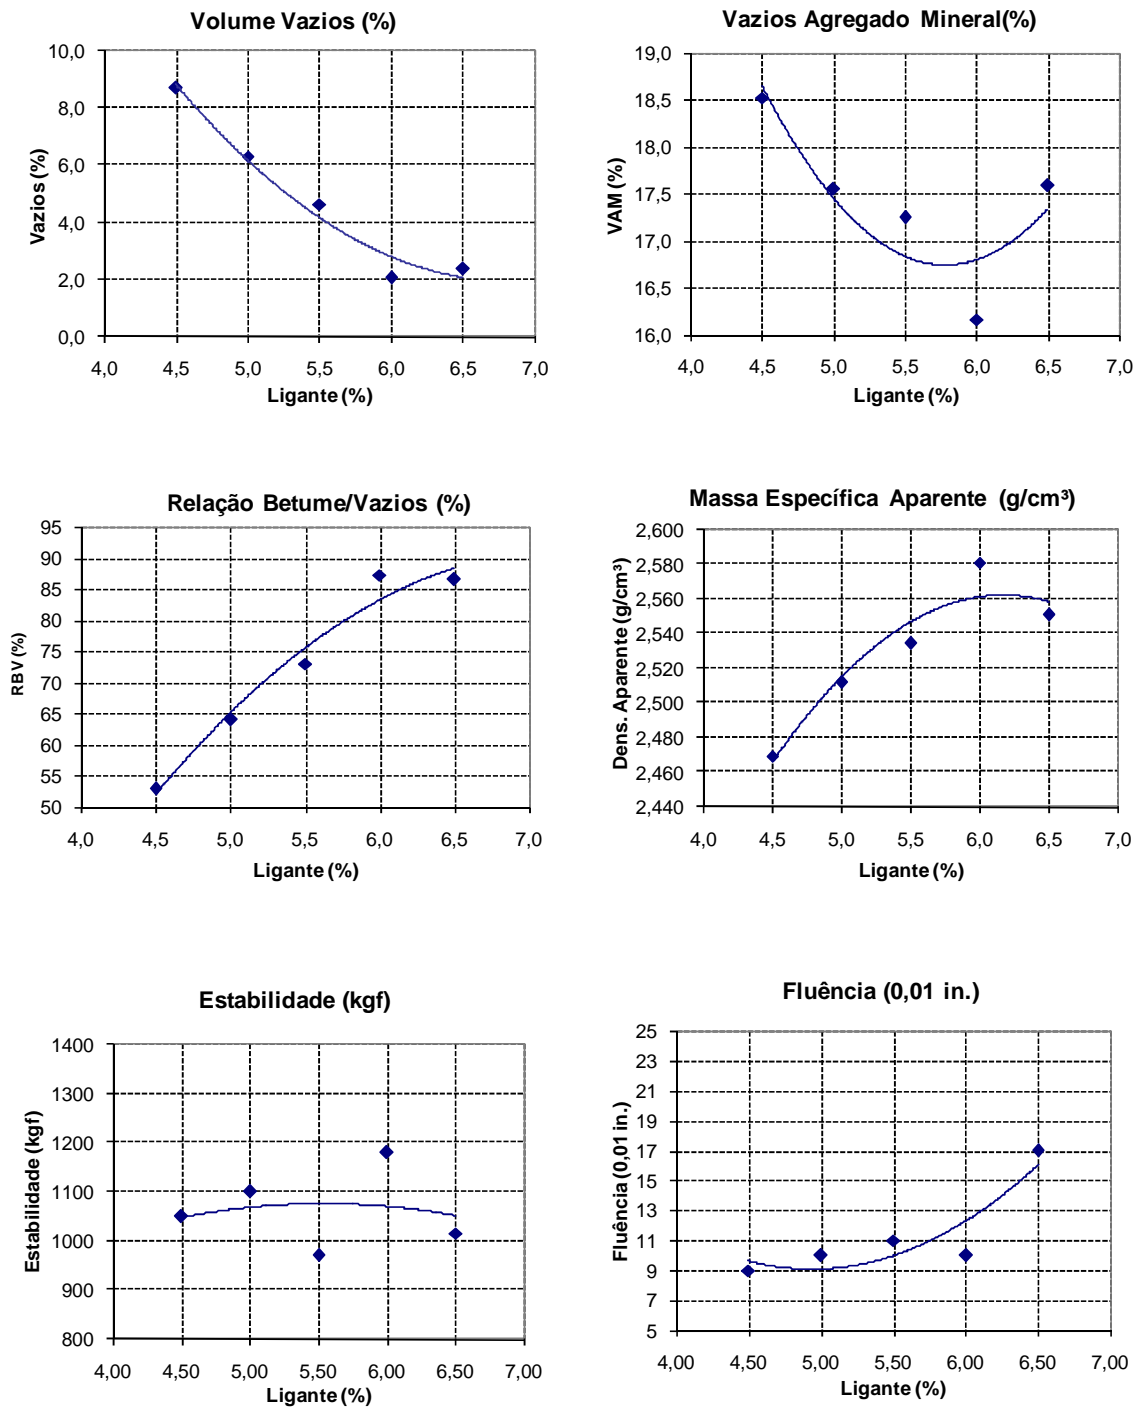 Volume Vazios (%)
10,0
8,0
6,0
4,0
2,0
0,0
Vazios (%)
4,0 4,5 5,0 5,5 6,0 6,5 7,0
Ligante (%)
Vazios Agregado Mineral(%)
19,0
18,5
18,0
17,5
17,0
16,5
16,0
VAM (%)
4,0 4,5 5,0 5,5 6,0 6,5 7,0
Ligante (%)
Relação Betume/Vazios (%)
95
90
85
80
75
70
65
60
55
50
RBV (%)
4,0 4,5 5,0 5,5 6,0 6,5 7,0
Ligante (%)
Massa Específica Aparente (g/cm³)
2,600
2,580
2,560
2,540
2,520
2,500
2,480
2,460
2,440
Dens. Aparente (g/cm³)
4,0 4,5 5,0 5,5 6,0 6,5 7,0
Ligante (%)
Estabilidade (kgf)
1400
1300
1200
1100
1000
900
800
Estabilidade (kgf)
4,00 4,50 5,00 5,50 6,00 6,50 7,00
Ligante (%)
Fluência (0,01 in.)
25
23
21
19
17
15
13
11
9
7
5
Fluência (0,01 in.)
4,00 4,50 5,00 5,50 6,00 6,50 7,00
Ligante (%)